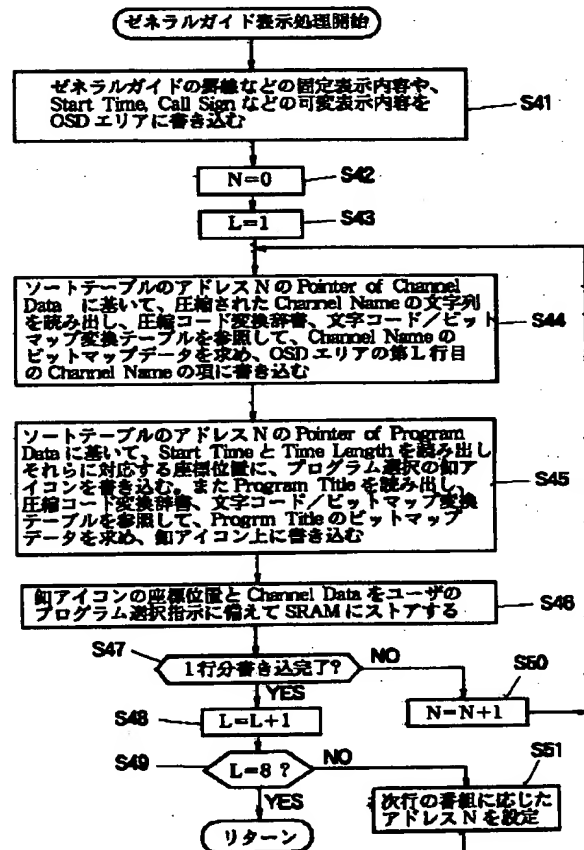 ゼネラルガイド表示処理開始
ゼネラルガイドの罫線などの固定表示内容や、
Start Time, Call Sign などの可変表示内容を
OSD エリアに書き込む
S41
N=0
S42
L=1
S43
ソートテーブルのアドレス N の Pointer of Channel
Data に基いて、圧縮された Channel Name の文字列
を読み出し、圧縮コード変換辞書、文字コード/ビット
マップ変換テーブルを参照して、Channel Name の
ビットマップデータを求め、OSD エリアの第 L 行目
の Channel Name の項に書き込む
S44
ソートテーブルのアドレス N の Pointer of Program
Data に基いて、Start Time と Time Length を読み出し
それらに対応する座標位置に、プログラム選択の釦ア
イコンを書き込む。また Program Title を読み出し、
圧縮コード変換辞書、文字コード/ビットマップ変換
テーブルを参照して、Progrm Title のビットマップ
データを求め、釦アイコン上に書き込む
S45
釦アイコンの座標位置と Channel Data をユーザの
プログラム選択指示に備えて SRAM にストアする
S46
S47
1行分書き込完了?
NO
YES
S50
N=N+1
S48
L=L+1
S49
L=8 ?
NO
YES
S51
次行の番組に応じた
アドレス N を設定
リターン